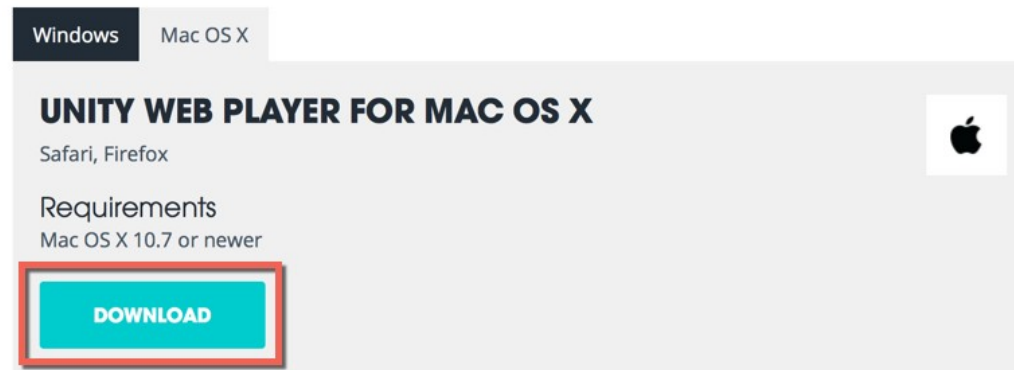 Windows Mac OS X
UNITY WEB PLAYER FOR MAC OS X
Safari, Firefox
Requirements
Mac OS X 10.7 or newer
DOWNLOAD